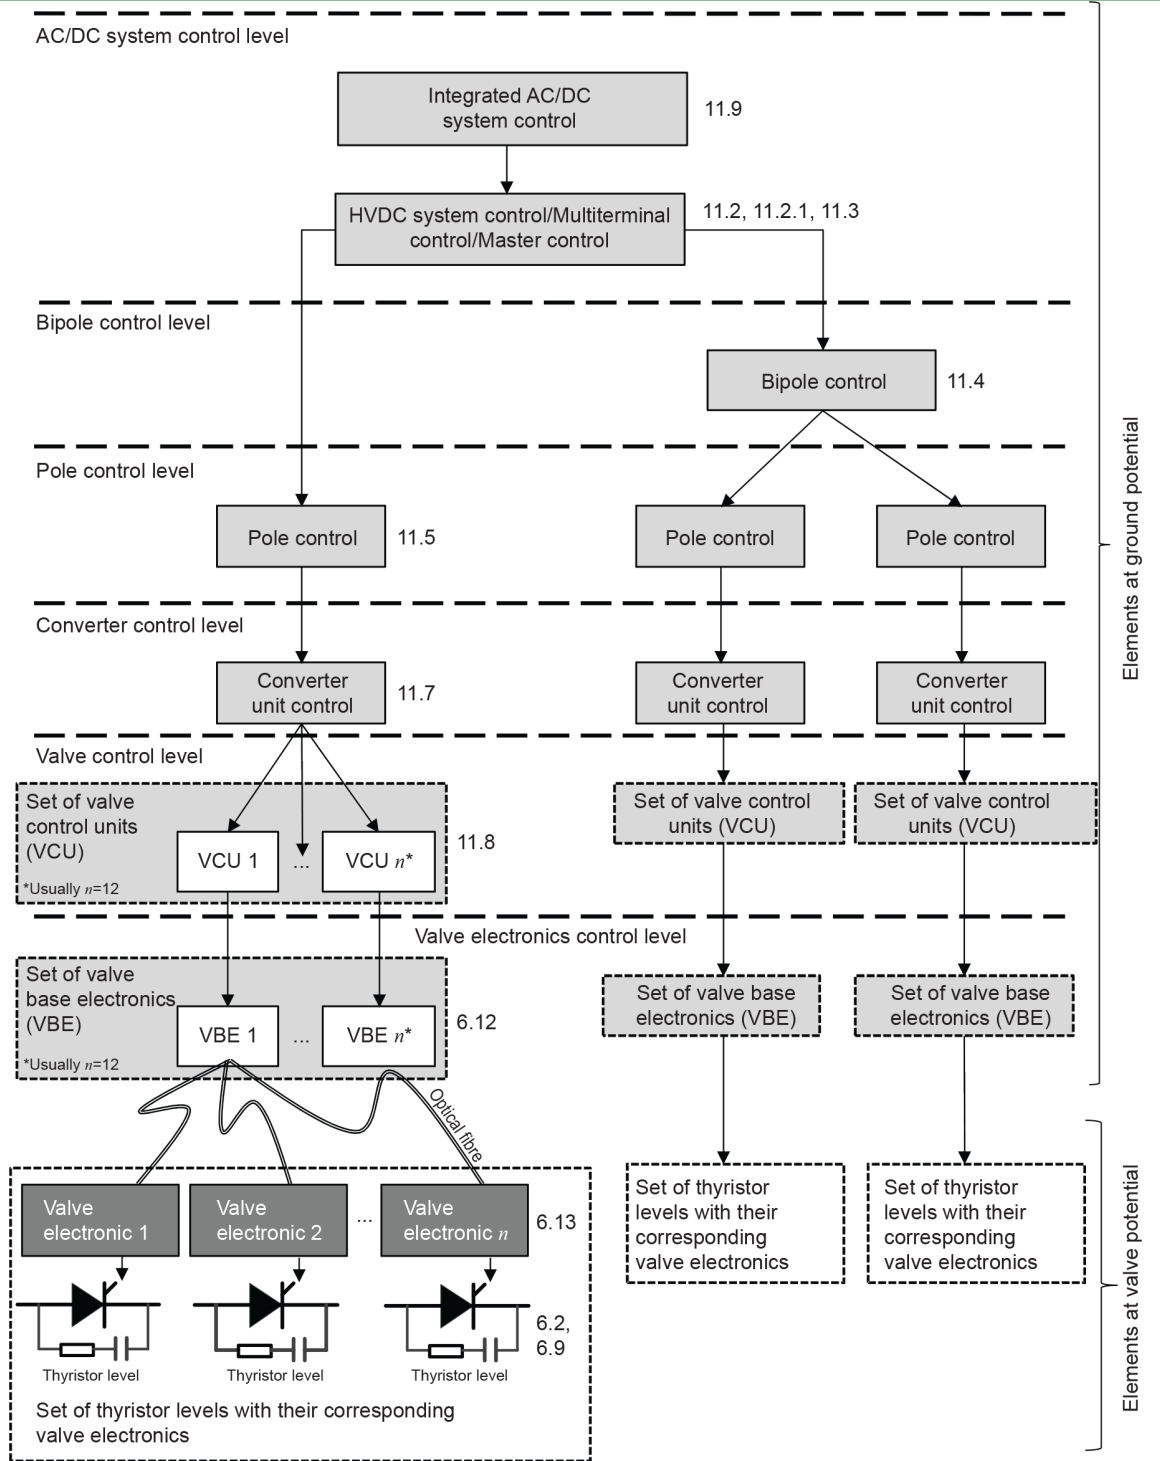 AC/DC system control level
Integrated AC/DC
system control
11.9
HVDC system control/Multiterminal
control/Master control
11.2, 11.2.1, 11.3
Bipole control level
Bipole control
11.4
Pole control level
Pole control
11.5
Pole control
Pole control
Converter control level
Converter
unit control
11.7
Converter
unit control
Converter
unit control
Valve control level
Set of valve
control units
(VCU)
*Usually n=12
VCU 1
...
VCU n*
11.8
Set of valve control
units (VCU)
Set of valve control
units (VCU)
Valve electronics control level
Set of valve
base electronics
(VBE)
*Usually n=12
VBE 1
...
VBE n*
6.12
Set of valve base
electronics (VBE)
Set of valve base
electronics (VBE)
Optical fibre
Valve
electronic 1
Valve
electronic 2
...
Valve
electronic n
6.13
Thyristor level
Thyristor level
Thyristor level
6.2,
6.9
Set of thyristor levels with their corresponding
valve electronics
Set of thyristor
levels with their
corresponding
valve electronics
Set of thyristor
levels with their
corresponding
valve electronics
Elements at ground potential
Elements at valve potential